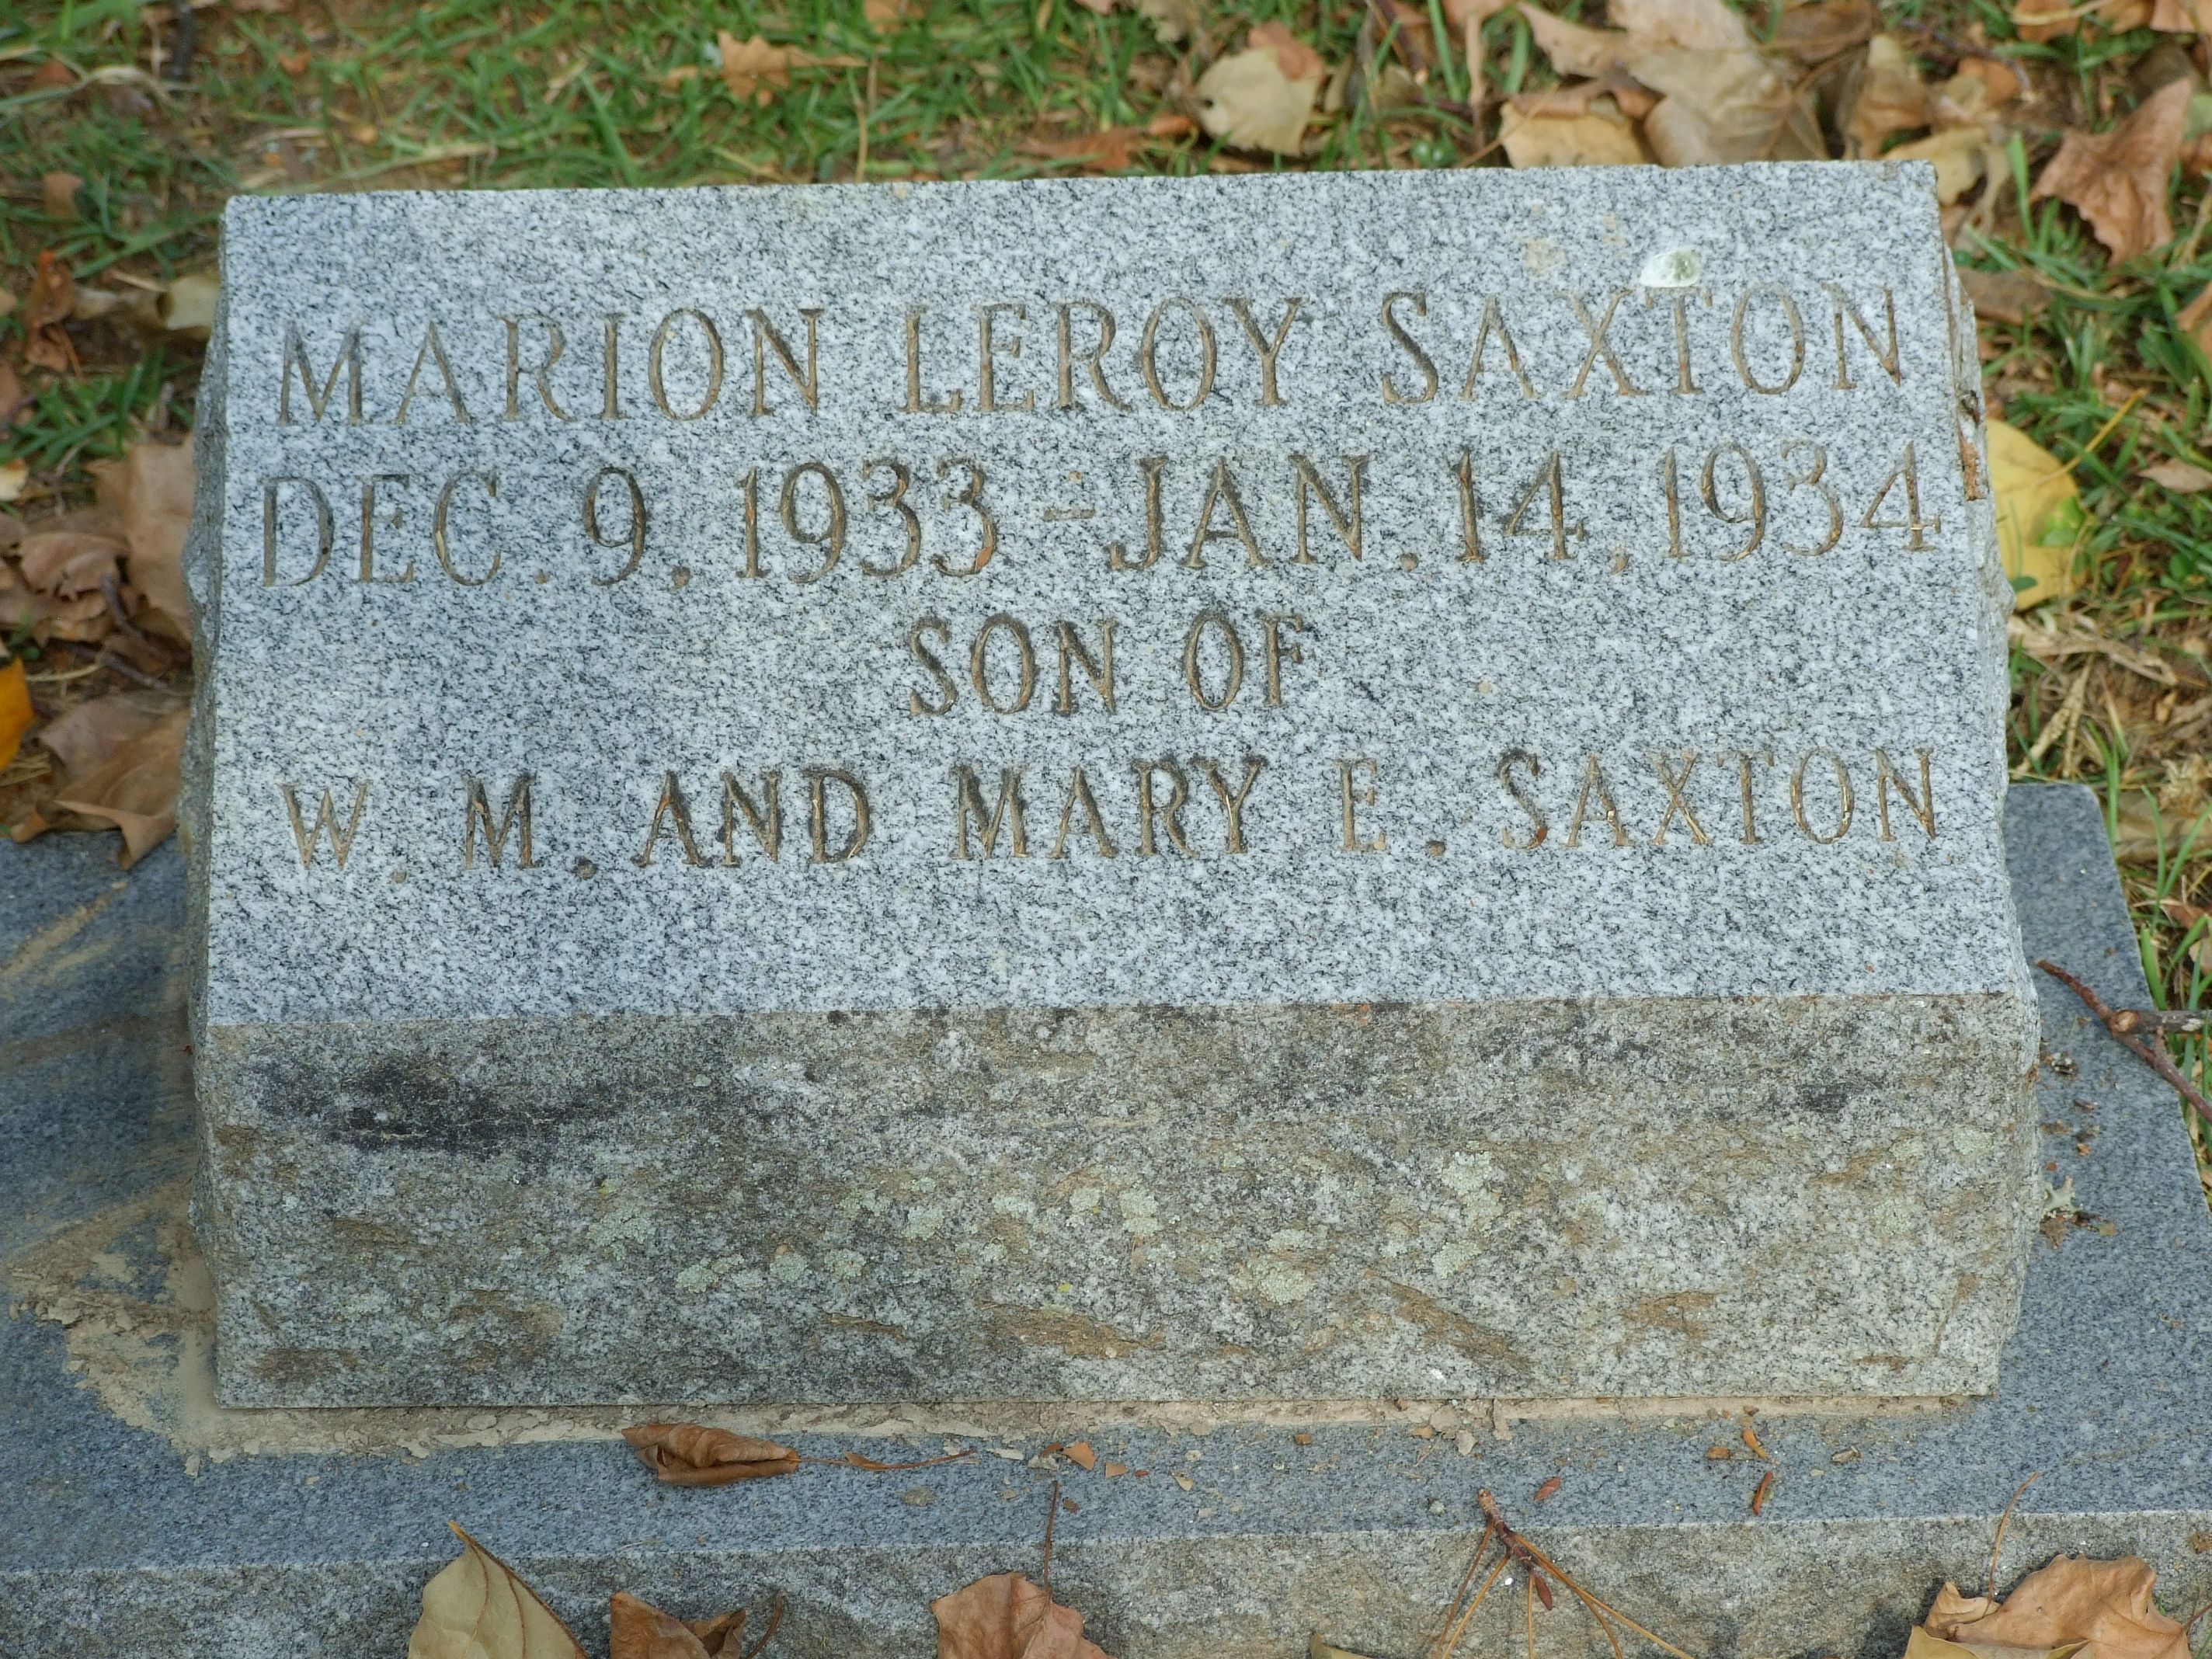 MARION LEROY SAXTON
DEC. 9, 1933 - JAN. 14, 1934
SON OF
W. M. AND MARY E. SAXTON